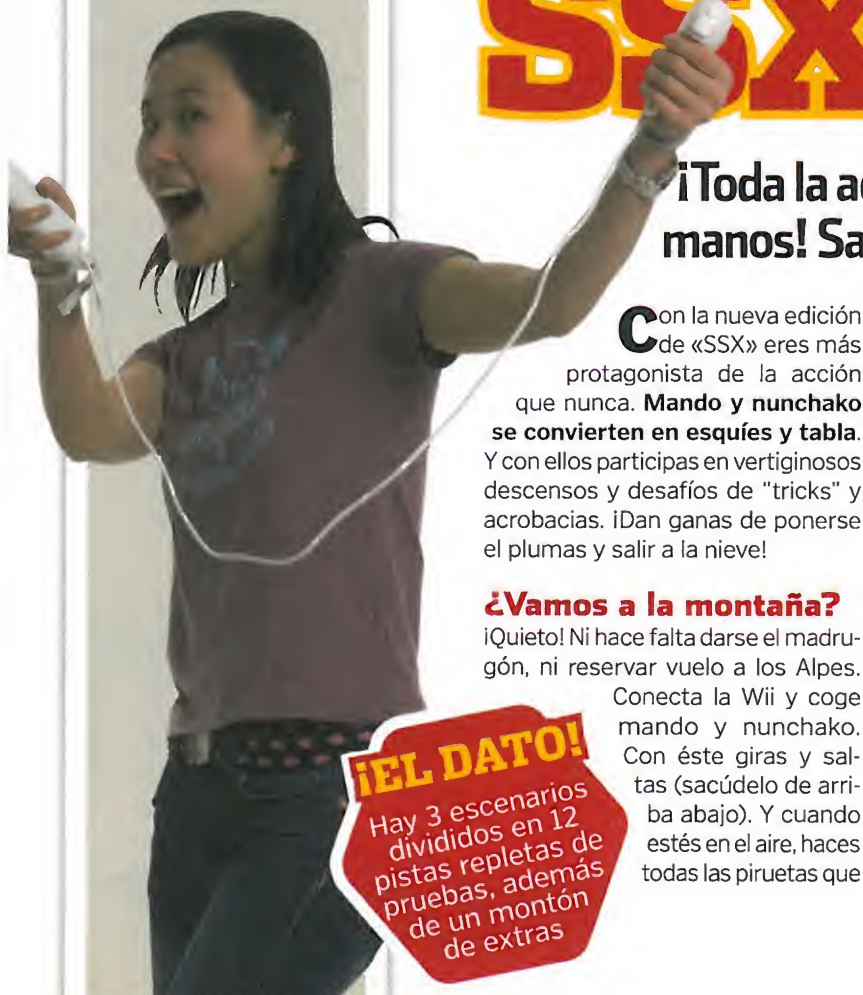 SSX
¡Toda la
manos!
Con la nueva edición
de «SSX» eres más
protagonista de la acción
que nunca. Mando y nunchako
se convierten en esquíes y tabla.
Y con ellos participas en vertiginosos
descensos y desafíos de "tricks" y
acrobacias. ¡Dan ganas de ponerse
el plumas y salir a la nieve!
¿Vamos a la montaña?
¡Quieto! Ni hace falta darse el madru-
gón, ni reservar vuelo a los Alpes.
Conecta la Wii y coge
mando y nunchako.
Con éste giras y sal-
tas (sacúdelo de arri-
ba abajo). Y cuando
estés en el aire, haces
todas las piruetas que
¡EL DATO!
Hay 3 escenarios
divididos en 12
pistas repletas de
pruebas, además
de un montón
de extras